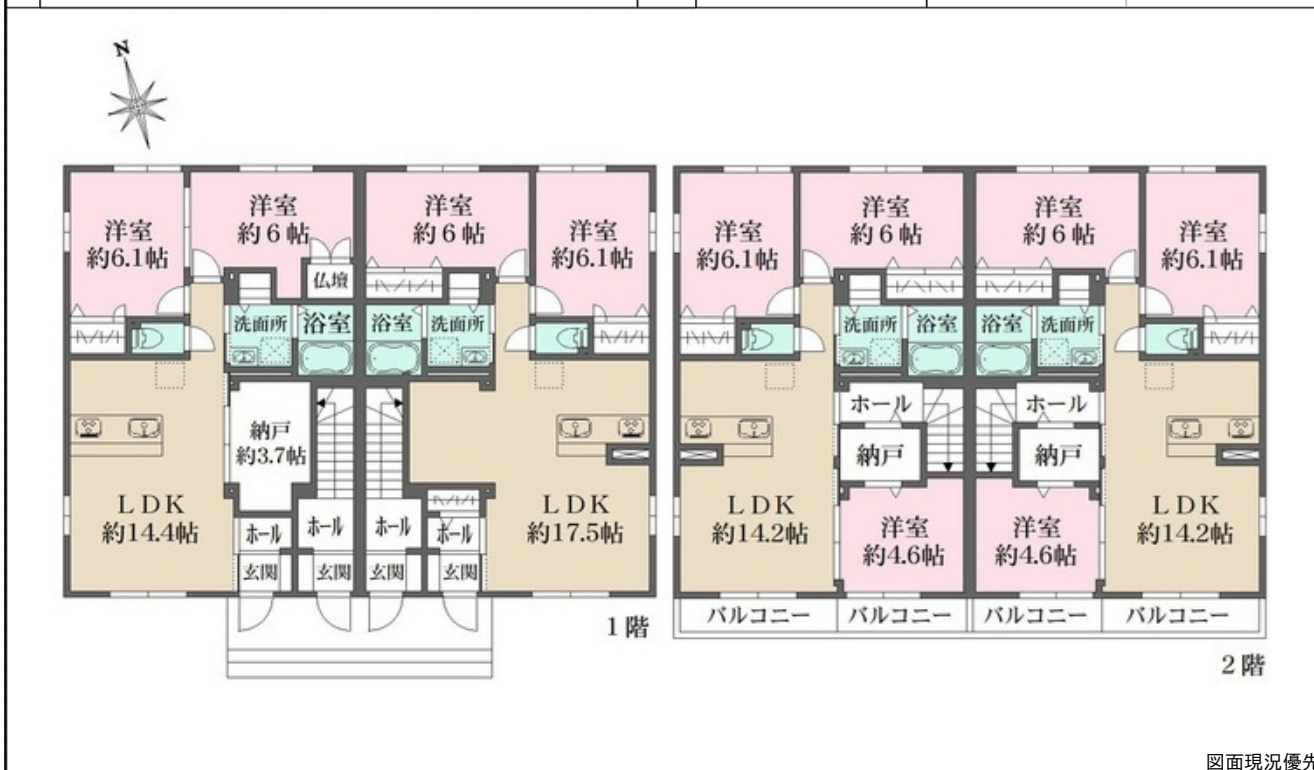 N
洋室
約6.1帖
洋室
約6帖
仏壇
洋室
約6帖
洋室
約6.1帖
洗面所
浴室
浴室
洗面所
納戸
約3.7帖
LDK
約14.4帖
ホール
ホール
ホール
ホール
LDK
約17.5帖
玄関
玄関
玄関
玄関
1階
洋室
約6.1帖
洋室
約6帖
洋室
約6帖
洋室
約6.1帖
洗面所
浴室
浴室
洗面所
ホール
ホール
納戸
納戸
LDK
約14.2帖
洋室
約4.6帖
洋室
約4.6帖
LDK
約14.2帖
バルコニー
バルコニー
バルコニー
バルコニー
2階
図面現況優先